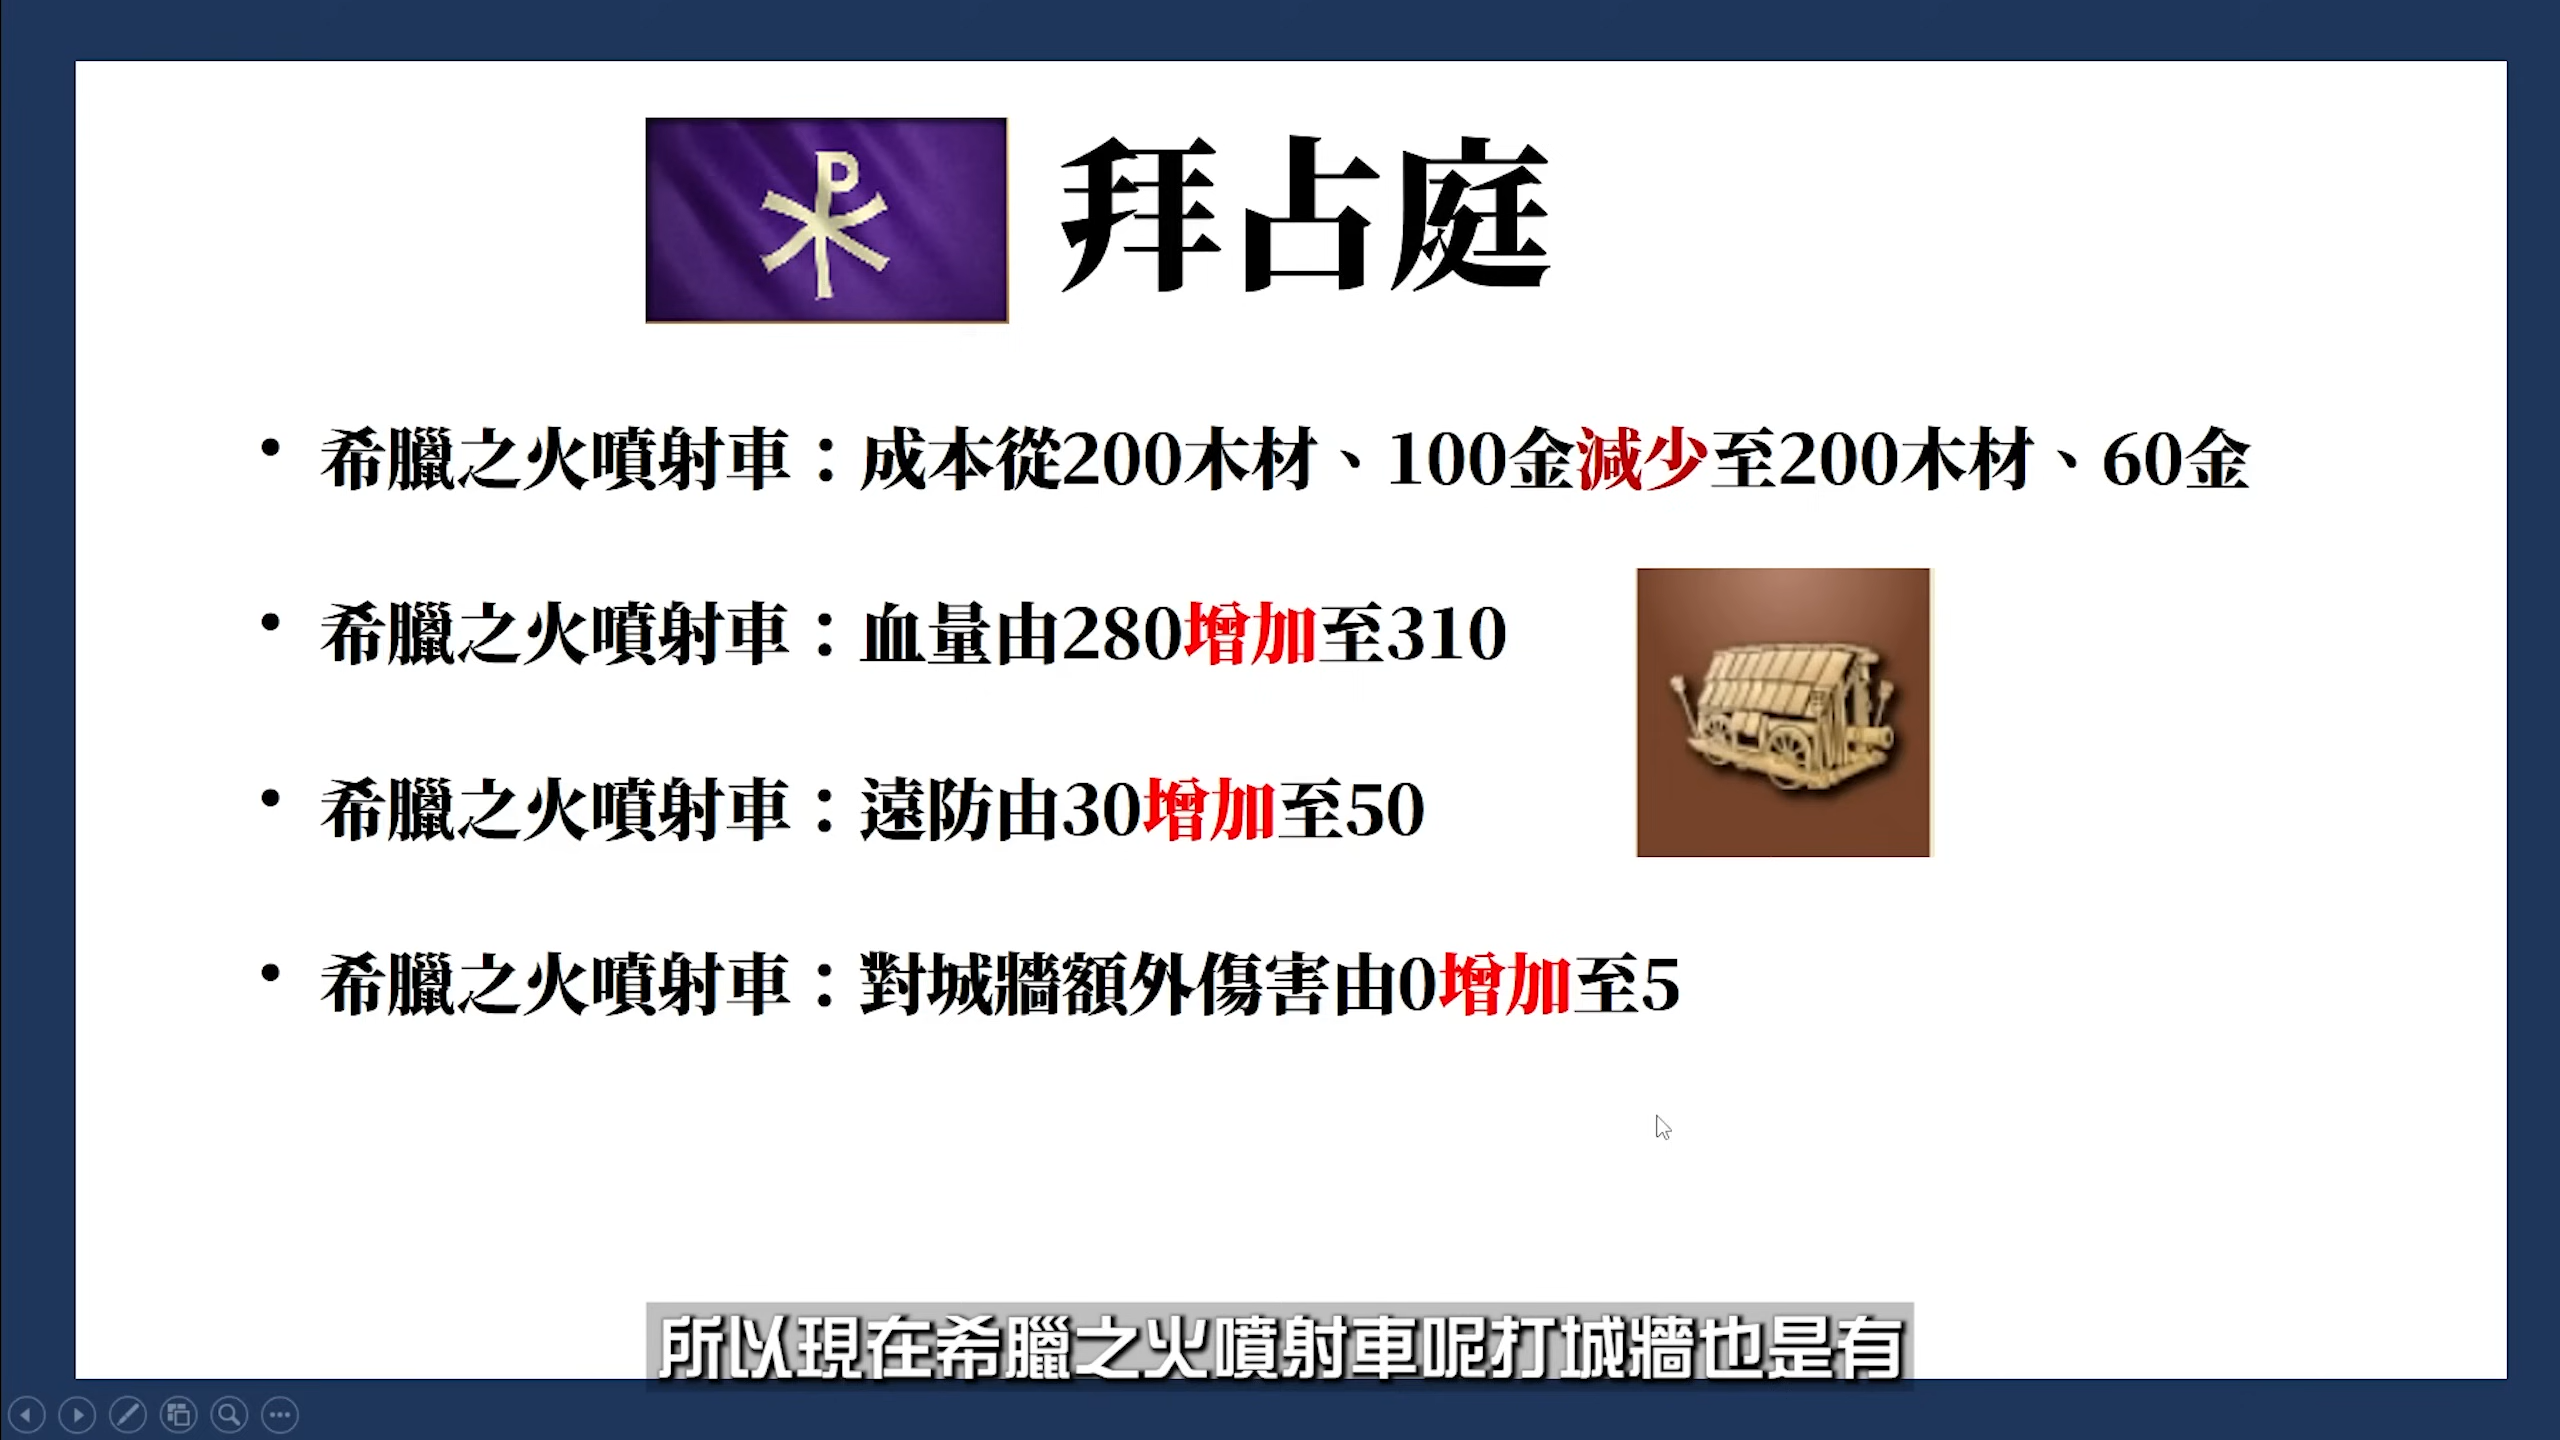 拜占庭
• 希臘之火噴射車：成本從200木材、100金減少至200木材、60金
• 希臘之火噴射車：血量由280增加至310
• 希臘之火噴射車：遠防由30增加至50
• 希臘之火噴射車：對城牆額外傷害由0增加至5
所以現在希臘之火噴射車呢打城牆也是有